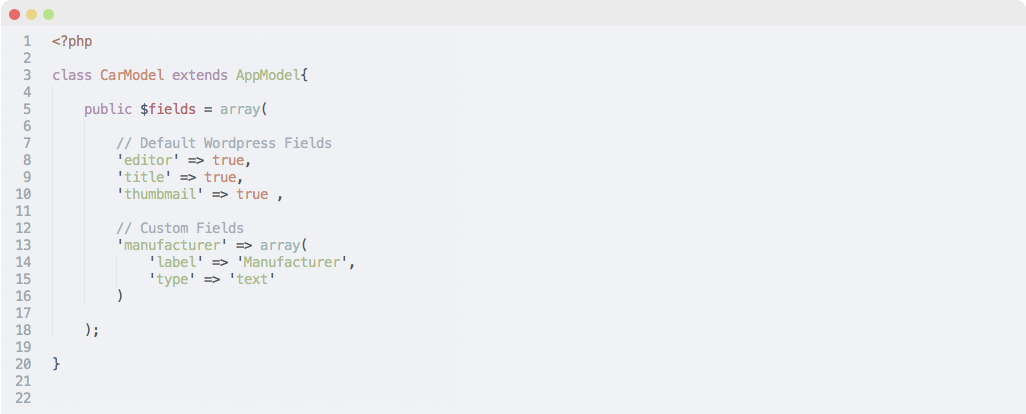 1 <?php
2
3 class CarModel extends AppModel{
4
5     public $fields = array(
6
7         // Default Wordpress Fields
8         'editor' => true,
9         'title' => true,
10         'thumbmail' => true ,
11
12         // Custom Fields
13         'manufacturer' => array(
14             'label' => 'Manufacturer',
15             'type' => 'text'
16         )
17
18     );
19
20 }
21
22